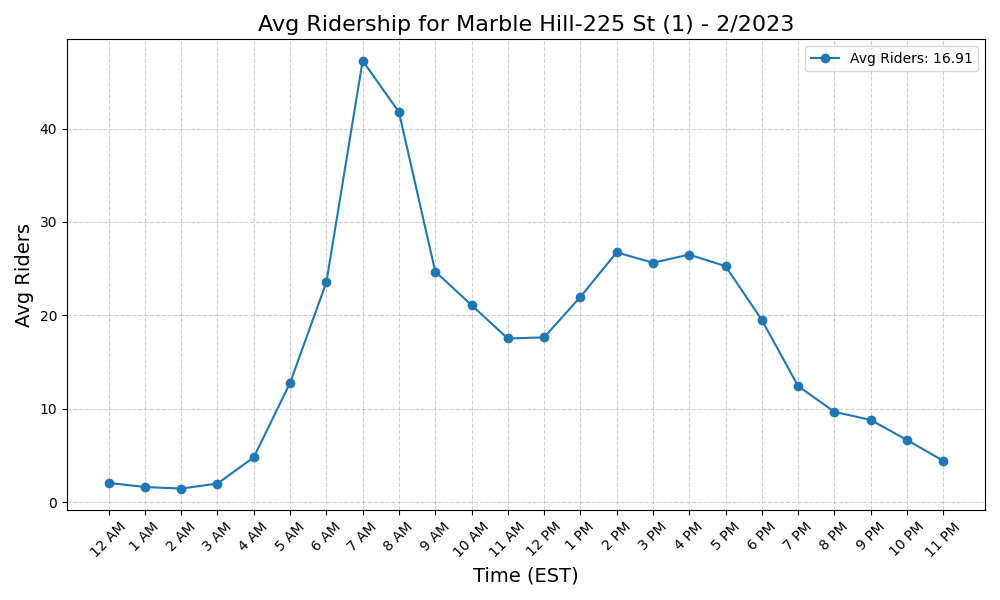 Avg Ridership for Marble Hill-225 St (1) - 2/2023
Avg Riders: 16.91
Avg Riders
40
30
20
10
0
12 AM
1 AM
2 AM
3 AM
4 AM
5 AM
6 AM
7 AM
8 AM
9 AM
10 AM
11 AM
12 PM
1 PM
2 PM
3 PM
4 PM
5 PM
6 PM
7 PM
8 PM
9 PM
10 PM
11 PM
Time (EST)